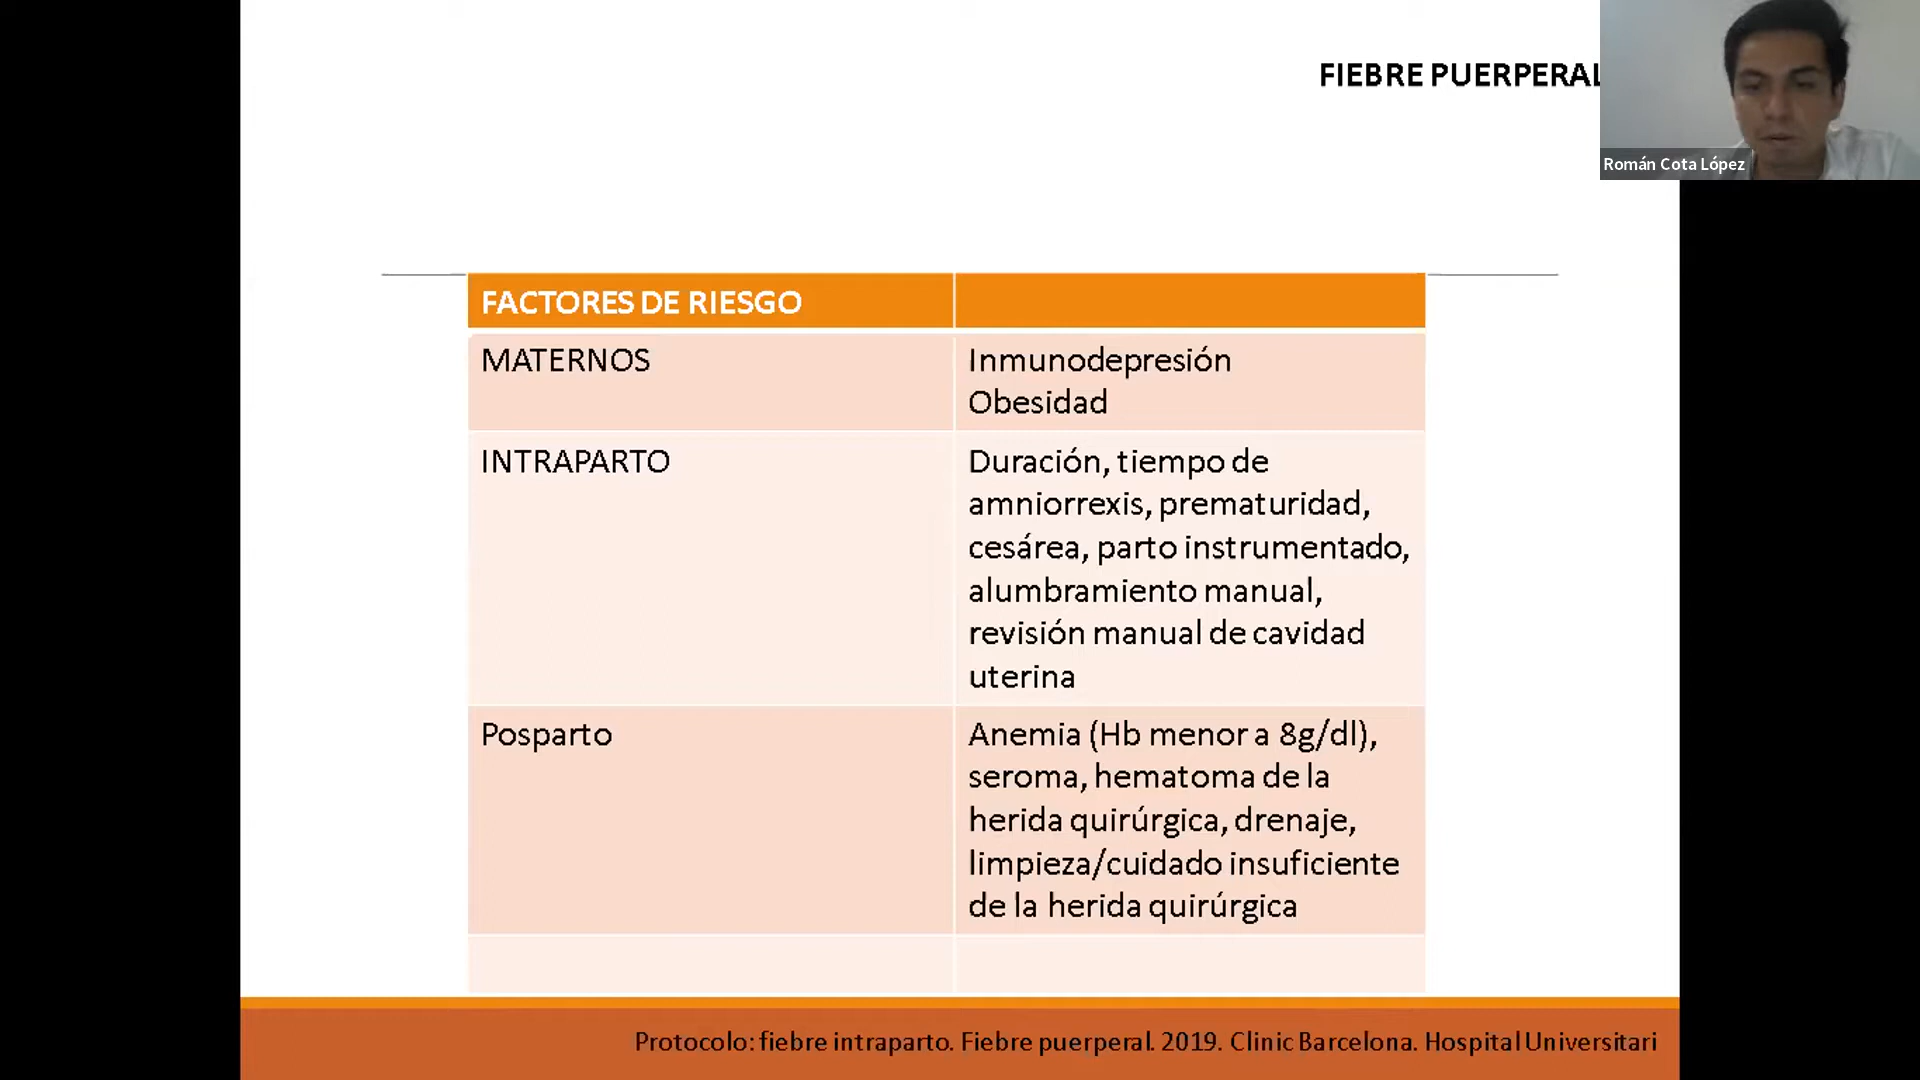 FIEBRE PUERPERAL
Román Cota López
FACTORES DE RIESGO
MATERNOS
Inmunodepresión
Obesidad
INTRAPARTO
Duración, tiempo de
amniorrexis, prematuridad,
cesárea, parto instrumentado,
alumbramiento manual,
revisión manual de cavidad
uterina
Posparto
Anemia (Hb menor a 8g/dl),
seroma, hematoma de la
herida quirúrgica, drenaje,
limpieza/cuidado insuficiente
de la herida quirúrgica
Protocolo: fiebre intraparto. Fiebre puerperal. 2019. Clinic Barcelona. Hospital Universitari